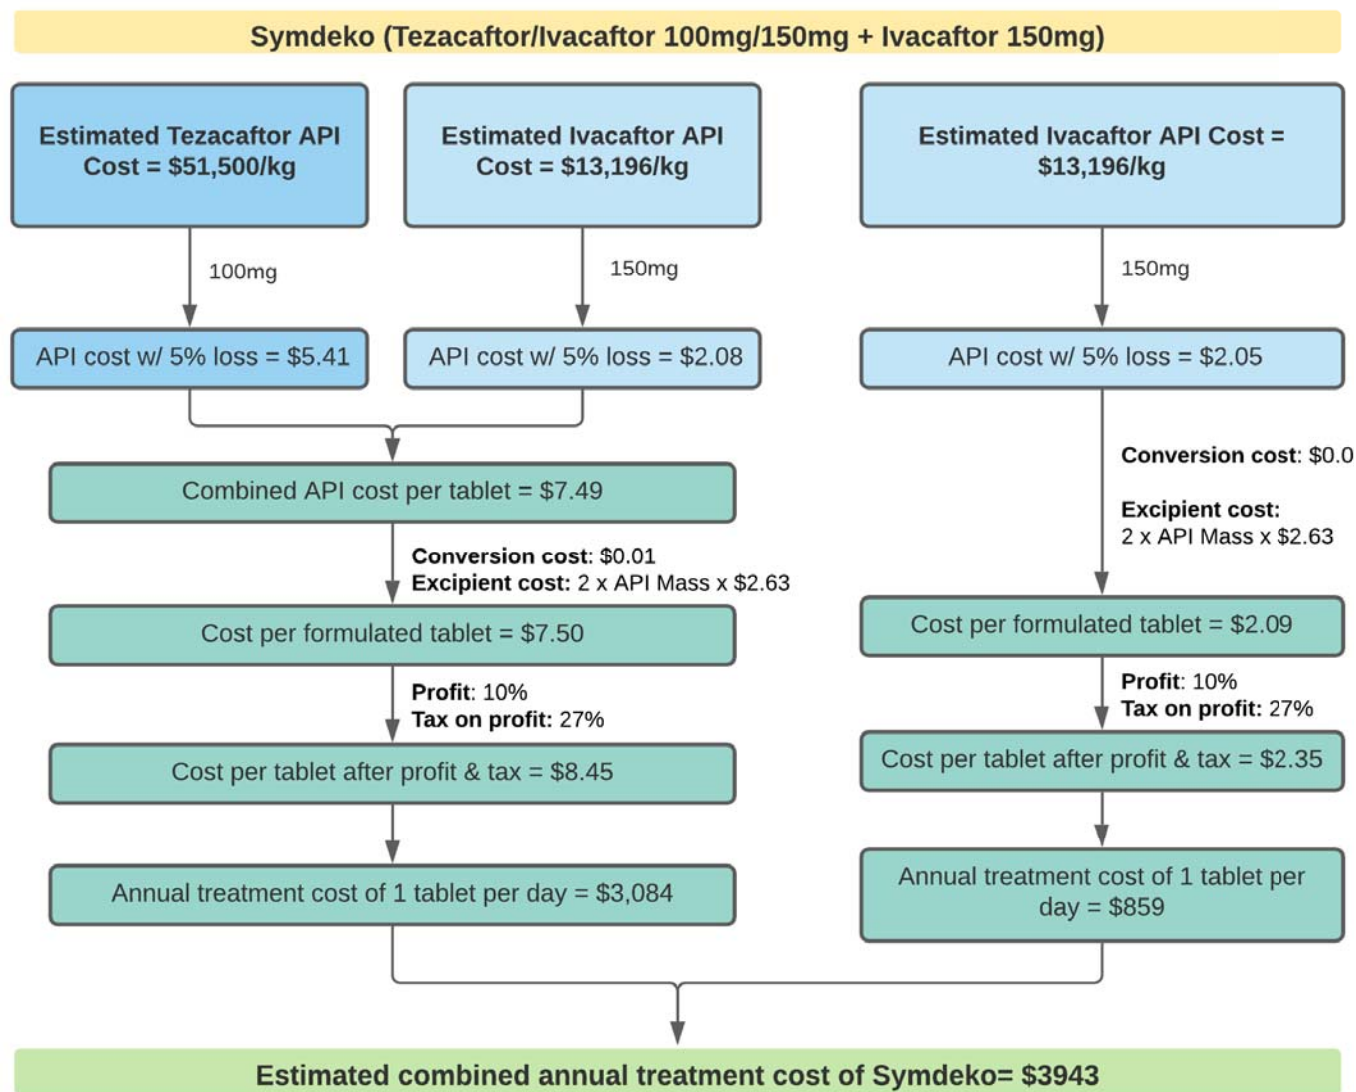 Symdeko (Tezacaftor/Ivacaftor 100mg/150mg + Ivacaftor 150mg)
Estimated Tezacaftor API
Cost = $51,500/kg
Estimated Ivacaftor API
Cost = $13,196/kg
Estimated Ivacaftor API Cost =
$13,196/kg
100mg
150mg
150mg
API cost w/ 5% loss = $5.41
API cost w/ 5% loss = $2.08
API cost w/ 5% loss = $2.05
Combined API cost per tablet = $7.49
Conversion cost: $0.01
Excipient cost: 2 x API Mass x $2.63
Cost per formulated tablet = $7.50
Profit: 10%
Tax on profit: 27%
Cost per tablet after profit & tax = $8.45
Annual treatment cost of 1 tablet per day = $3,084
Conversion cost: $0.0
Excipient cost:
2 x API Mass x $2.63
Cost per formulated tablet = $2.09
Profit: 10%
Tax on profit: 27%
Cost per tablet after profit & tax = $2.35
Annual treatment cost of 1 tablet per
day = $859
Estimated combined annual treatment cost of Symdeko= $3943